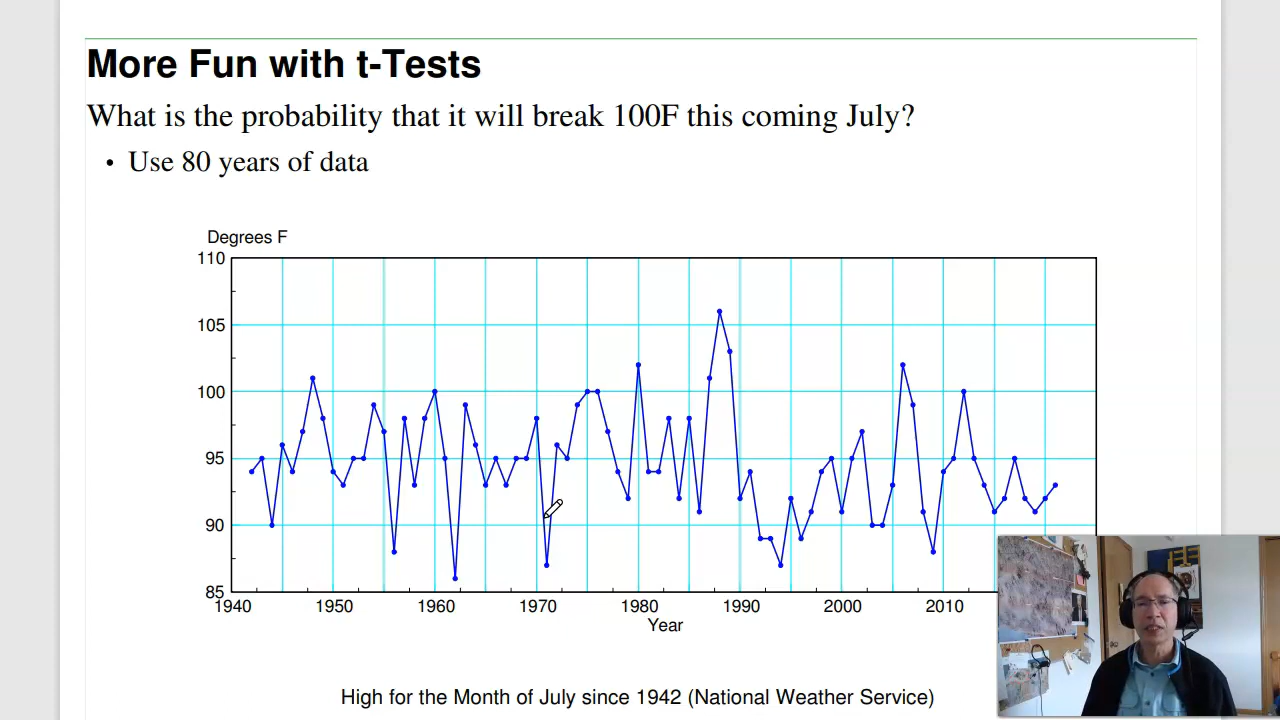 More Fun with t-Tests
What is the probability that it will break 100F this coming July?
• Use 80 years of data
Degrees F
110
105
100
95
90
85
1940 1950 1960 1970 1980 1990 2000 2010
Year
High for the Month of July since 1942 (National Weather Service)